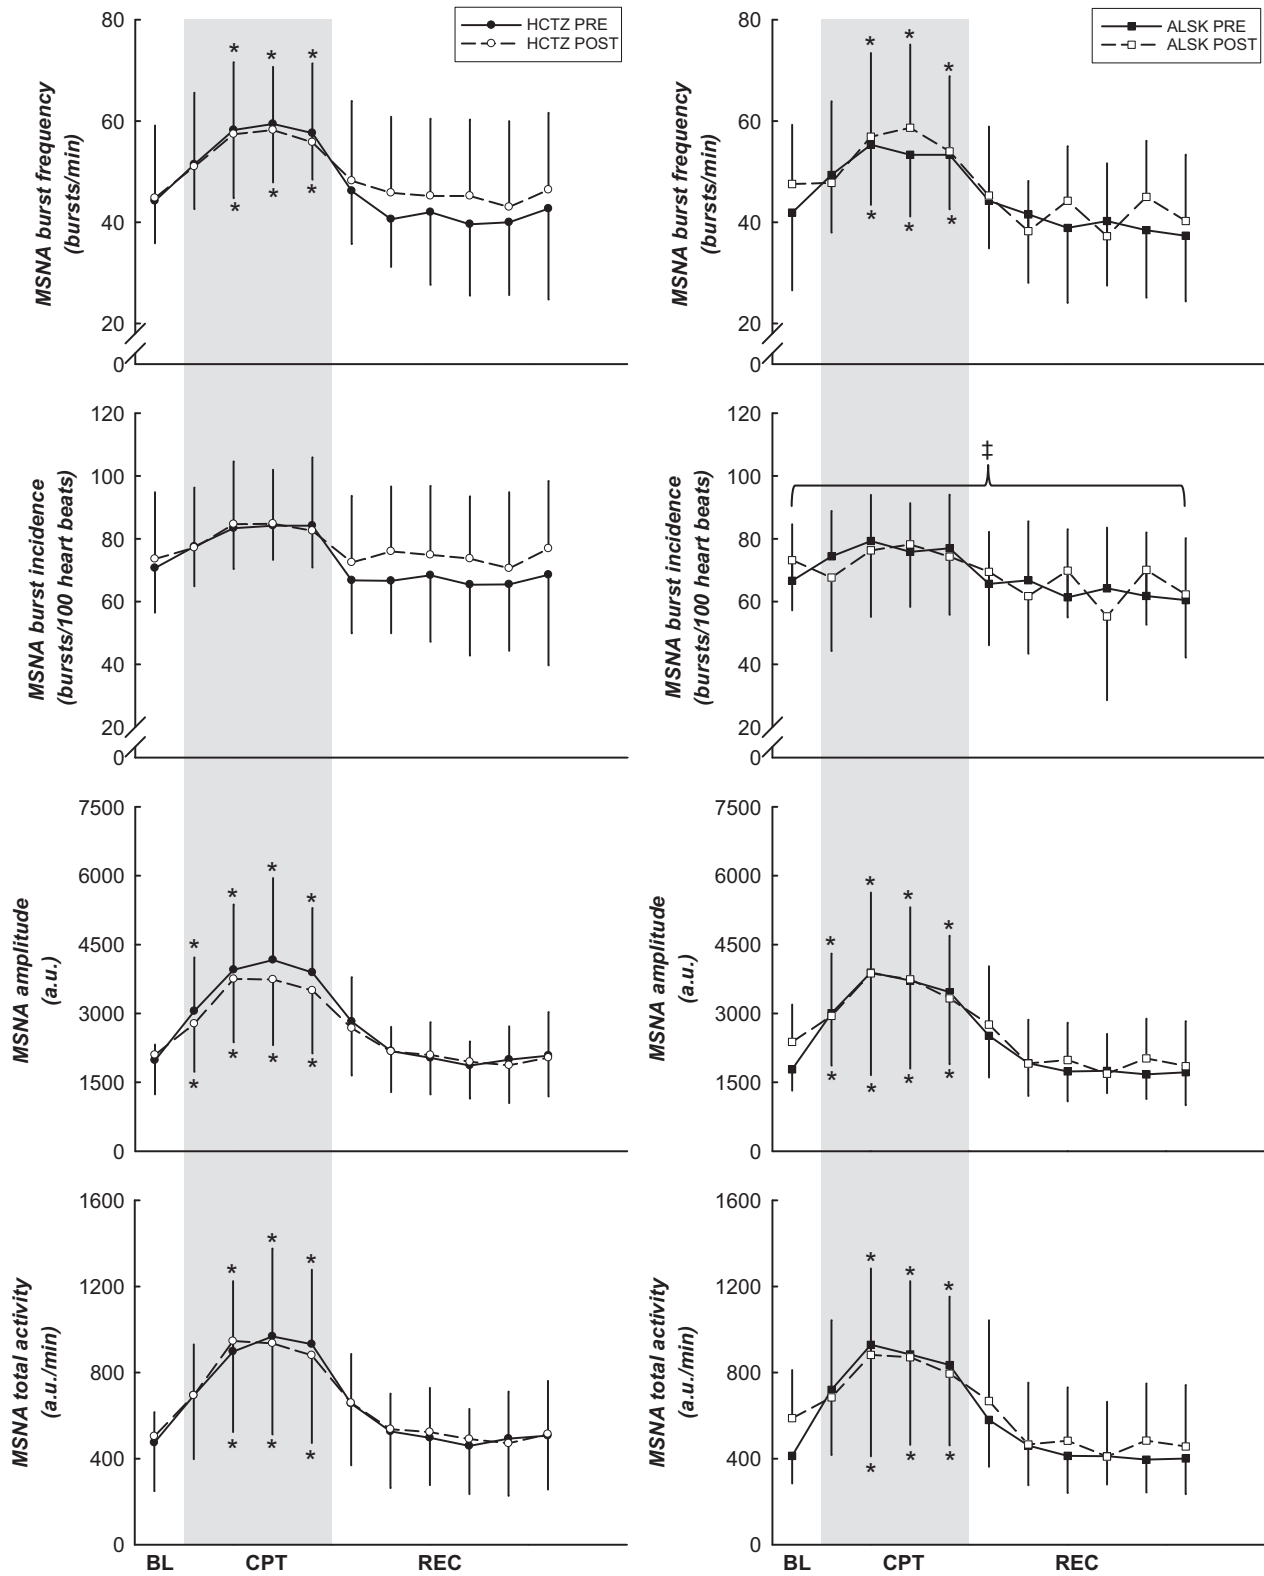 HCTZ PRE
HCTZ POST
80
60
40
20
0
MSNA burst frequency
(bursts/min)
* * *
* * *
ALSK PRE
ALSK POST
80
60
40
20
0
MSNA burst frequency
(bursts/min)
* * *
* * *
120
100
80
60
40
20
0
MSNA burst incidence
(bursts/100 heart beats)
120
100
80
60
40
20
0
MSNA burst incidence
(bursts/100 heart beats)
‡
7500
6000
4500
3000
1500
0
MSNA amplitude
(a.u.)
* * * *
* * * *
7500
6000
4500
3000
1500
0
MSNA amplitude
(a.u.)
* * * *
* * * *
1600
1200
800
400
0
MSNA total activity
(a.u./min)
* * *
* * *
BL CPT REC
1600
1200
800
400
0
MSNA total activity
(a.u./min)
* * *
* * *
BL CPT REC